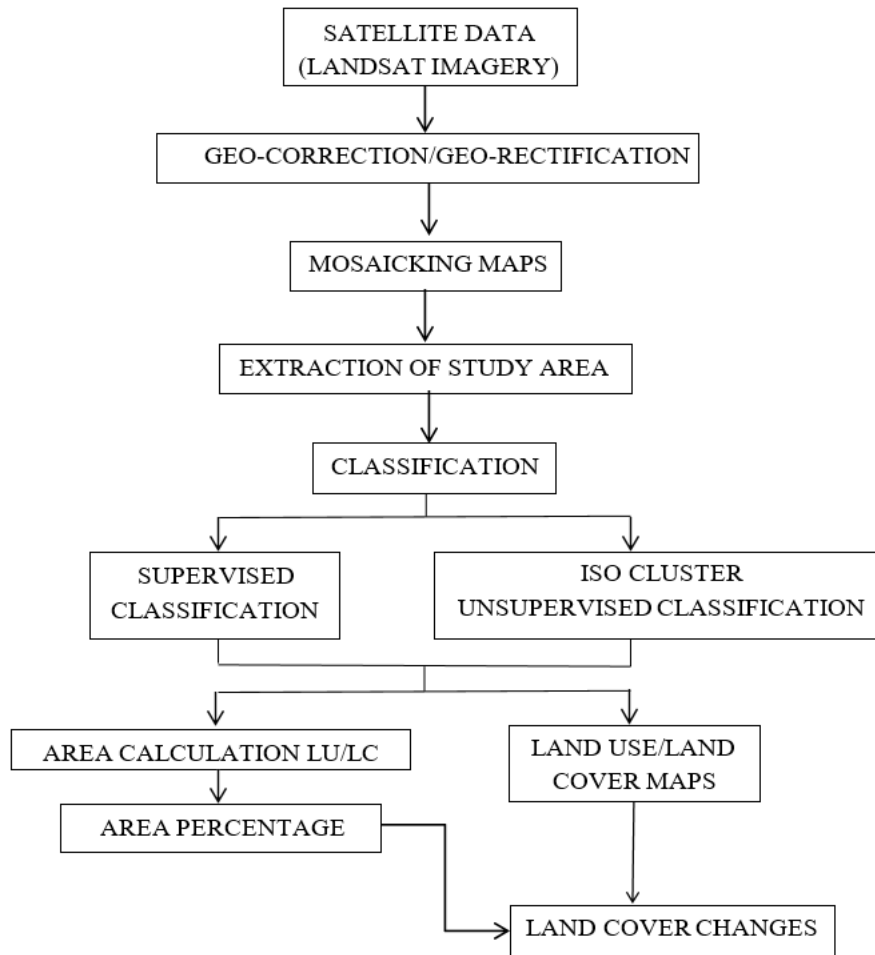 SATELLITE DATA
(LANDSAT IMAGERY)
GEO-CORRECTION/GEO-RECTIFICATION
MOSAICKING MAPS
EXTRACTION OF STUDY AREA
CLASSIFICATION
SUPERVISED
CLASSIFICATION
ISO CLUSTER
UNSUPERVISED CLASSIFICATION
AREA CALCULATION LU/LC
LAND USE/LAND
COVER MAPS
AREA PERCENTAGE
LAND COVER CHANGES